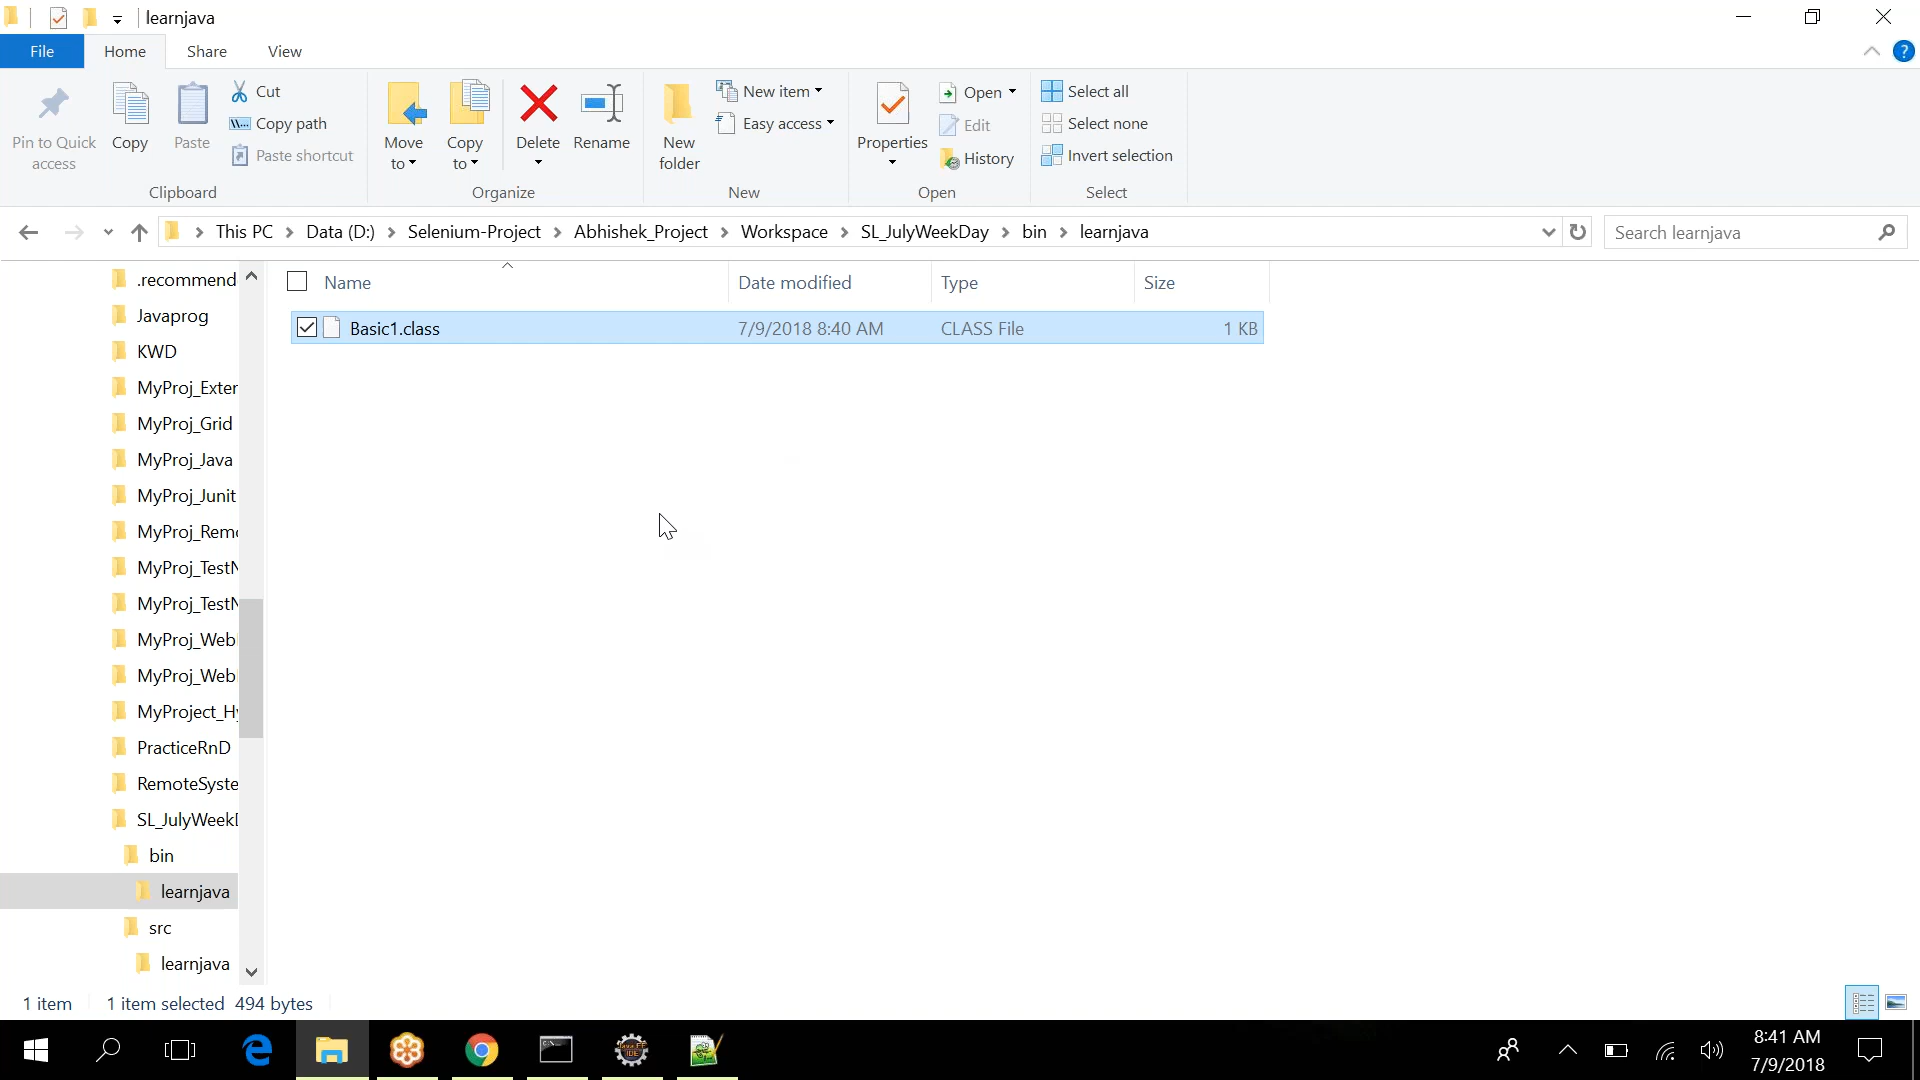 learnjava
File Home Share View
Pin to Quick access
Copy
Paste
Cut
Copy path
Paste shortcut
Clipboard
Move to
Copy to
Delete
Rename
Organize
New folder
New item
Easy access
New
Properties
Open
Edit
History
Open
Select all
Select none
Invert selection
Select
This PC Data (D:) Selenium-Project Abhishek_Project Workspace SL_JulyWeekDay bin learnjava
Search learnjava
Name Date modified Type Size
Basic1.class 7/9/2018 8:40 AM CLASS File 1 KB
.recommend
Javaprog
KWD
MyProj_Exter
MyProj_Grid
MyProj_Java
MyProj_Junit
MyProj_Remo
MyProj_TestN
MyProj_TestN
MyProj_Web
MyProj_Web
MyProject_Hy
PracticeRnD
RemoteSyste
SL_JulyWeekD
bin
learnjava
src
learnjava
1 item 1 item selected 494 bytes
8:41 AM
7/9/2018